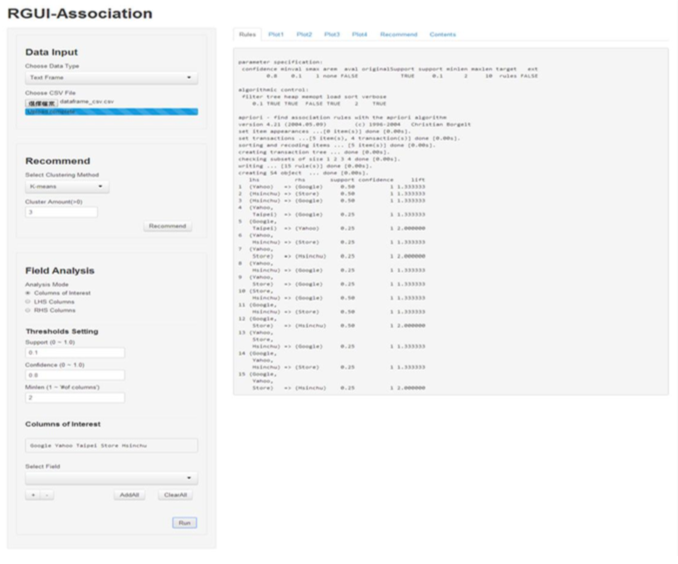 RGUI-Association
Data Input
Choose Data Type
Text Frame
Choose CSV File
選擇檔案 dataframe_csv.csv
Recommend
Select Clustering Method
K-means
Cluster Amount(>0)
3
Recommend
Field Analysis
Analysis Mode
Columns of Interest
LHS Columns
RHS Columns
Thresholds Setting
Support (0 ~ 1.0)
0.1
Confidence (0 ~ 1.0)
0.8
Minlen (1 ~ '#of columns')
2
Columns of Interest
Google Yahoo Taipei Store Hsinchu
Select Field
+ - AddAll ClearAll
Run
Rules Plot1 Plot2 Plot3 Plot4 Recommend Contents
parameter specification:
confidence minval smax arem aval originalSupport support minlen maxlen target ext
0.8 0.1 1 none FALSE TRUE 0.1 2 10 rules FALSE
algorithmic control:
filter tree heap memopt load sort verbose
0.1 TRUE TRUE FALSE TRUE 2 TRUE
apriori - find association rules with the apriori algorithm
version 4.21 (2004.05.09) (c) 1996-2004 Christian Borgelt
set item appearances ...[0 item(s)] done [0.00s].
set transactions ...[5 item(s), 4 transaction(s)] done [0.00s].
sorting and recoding items ... [5 item(s)] done [0.00s].
creating transaction tree ... done [0.00s].
checking subsets of size 1 2 3 4 done [0.00s].
writing ... [15 rule(s)] done [0.00s].
creating S4 object ... done [0.00s].
lhs rhs support confidence lift
1 {Yahoo} => {Google} 0.50 1 1.333333
2 {Hsinchu} => {Store} 0.50 1 1.333333
3 {Hsinchu} => {Google} 0.50 1 1.333333
4 {Yahoo,
Taipei} => {Google} 0.25 1 1.333333
5 {Google,
Taipei} => {Yahoo} 0.25 1 2.000000
6 {Yahoo,
Hsinchu} => {Store} 0.25 1 1.333333
7 {Yahoo,
Store} => {Hsinchu} 0.25 1 2.000000
8 {Yahoo,
Hsinchu} => {Google} 0.25 1 1.333333
9 {Yahoo,
Store} => {Google} 0.25 1 1.333333
10 {Store,
Hsinchu} => {Google} 0.50 1 1.333333
11 {Google,
Hsinchu} => {Store} 0.50 1 1.333333
12 {Google,
Store} => {Hsinchu} 0.50 1 2.000000
13 {Yahoo,
Store,
Hsinchu} => {Google} 0.25 1 1.333333
14 {Google,
Yahoo,
Hsinchu} => {Store} 0.25 1 1.333333
15 {Google,
Yahoo,
Store} => {Hsinchu} 0.25 1 2.000000